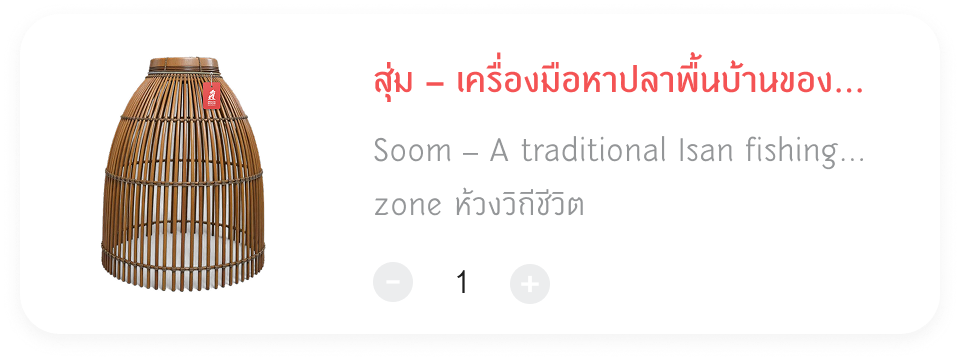 สุ่ม – เครื่องมือหาปลาพื้นบ้านของ...
Soom – A traditional Isan fishing...
zone ห้วงวิถีชีวิต
1